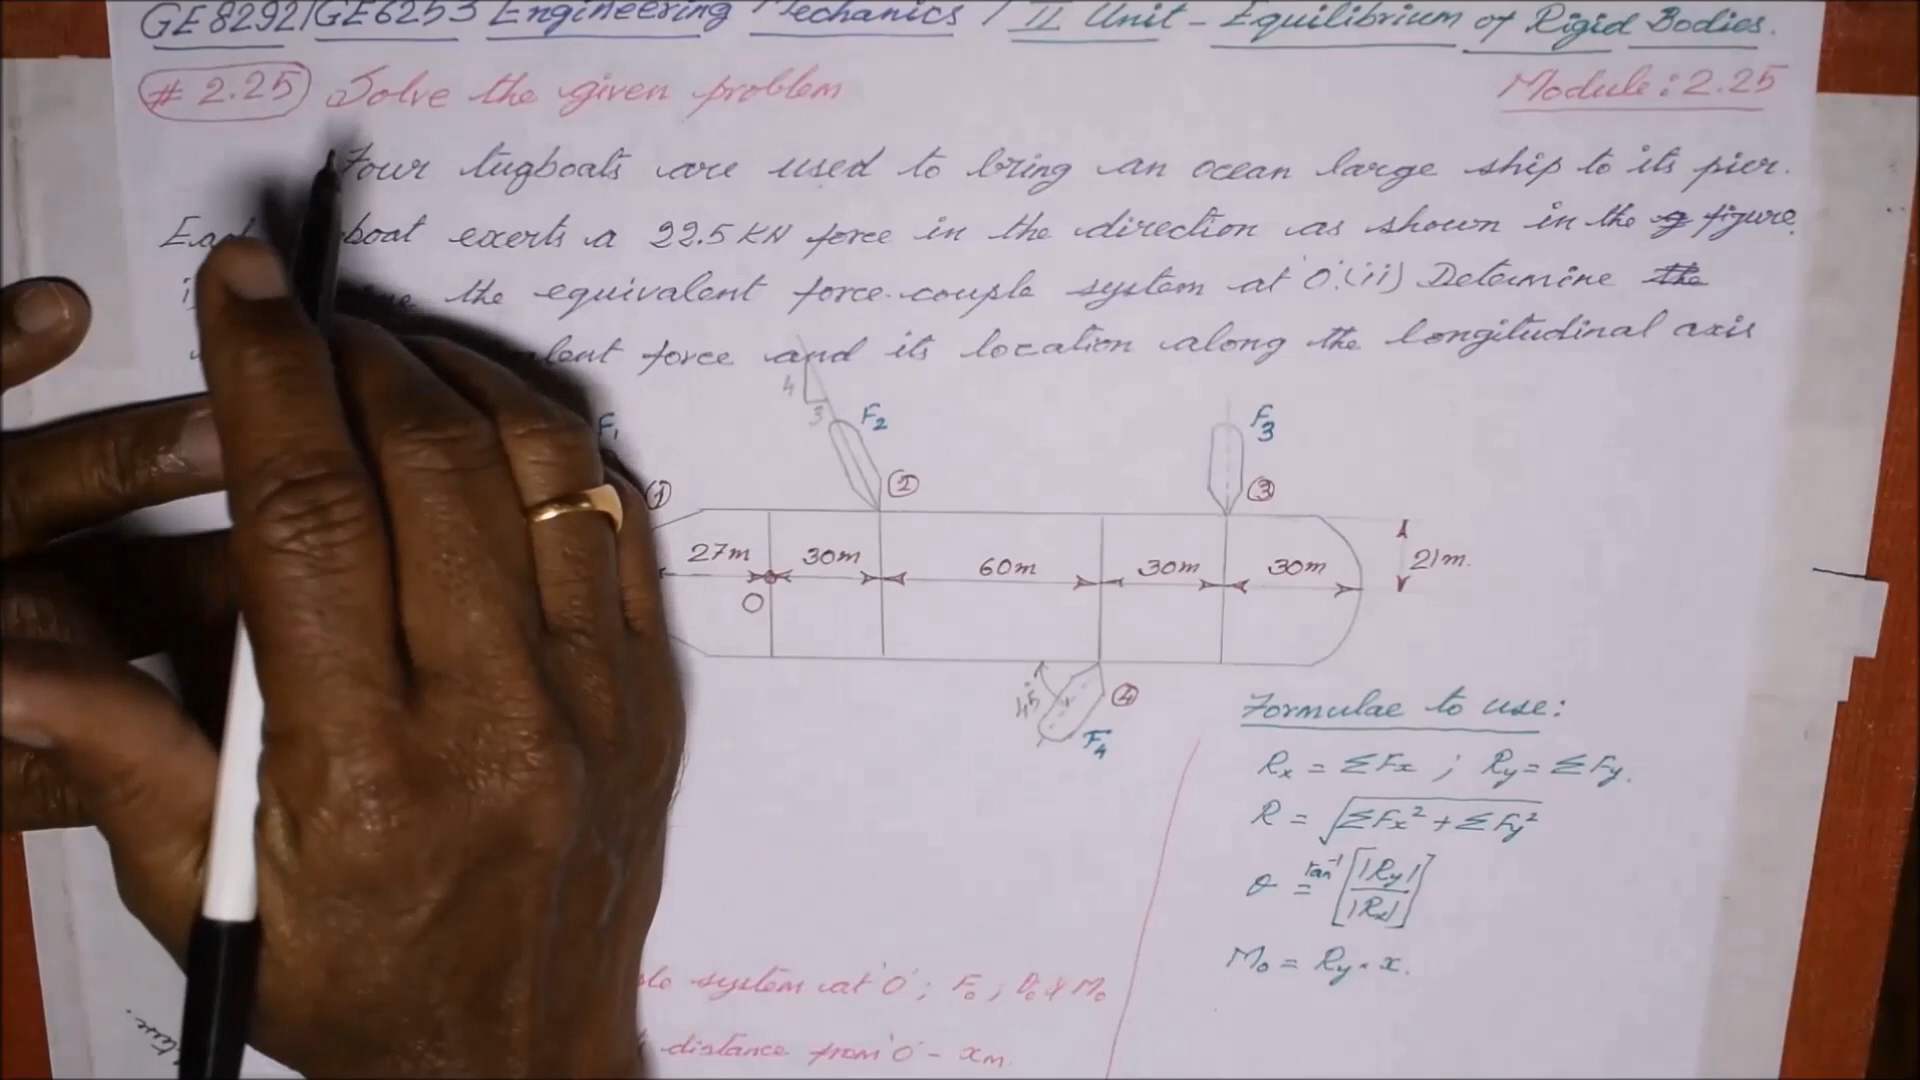 GE8292/GE6253 Engineering Mechanics / II Unit - Equilibrium of Rigid Bodies.
# 2.25 Solve the given problem
Module: 2.25
Four tugboats are used to bring an ocean large ship to its pier.
boat exerts a 22.5 KN force in the direction as shown in the figure.
the equivalent force-couple system at 'O'. (ii) Determine the
force and its location along the longitudinal axis
4
3
F1
F2
F3
1
2
3
27m
30m
60m
30m
30m
21m.
O
45°
4
F4
Formulae to use:
Rx = ΣFx ; Ry = ΣFy.
R = √ΣFx² + ΣFy²
θ = tan⁻¹ [|Ry| / |Rx|]
Mo = Ry × x.
system at 'O' ; Fo ; θo & Mo
distance from 'O' - xm.